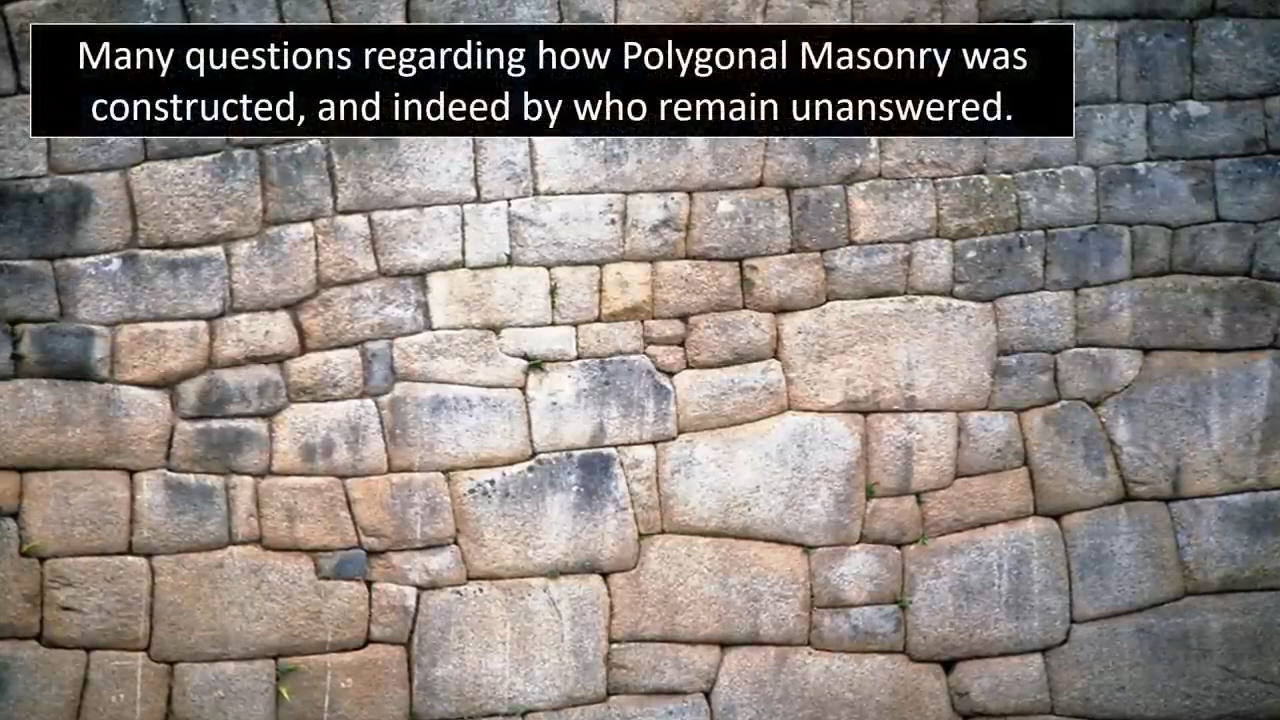 Many questions regarding how Polygonal Masonry was
constructed, and indeed by who remain unanswered.